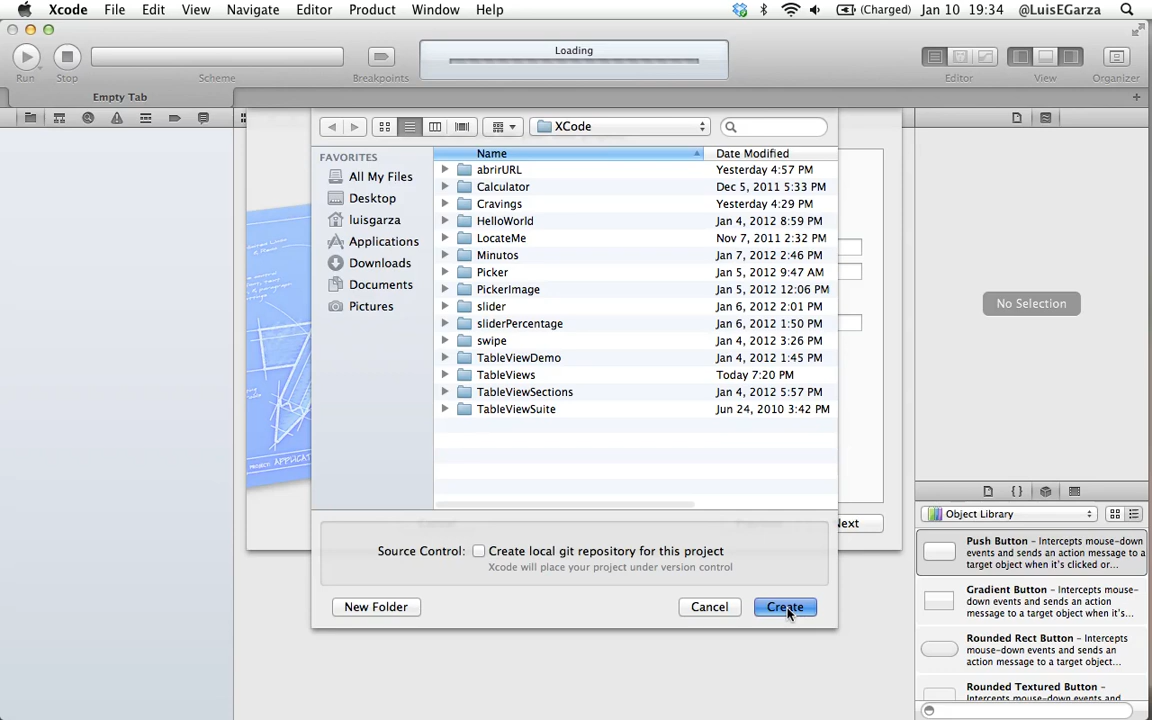 Xcode File Edit View Navigate Editor Product Window Help (Charged) Jan 10 19:34 @LuisEGarza
Loading
Run Stop Scheme Breakpoints Editor View Organizer
Empty Tab
XCode
FAVORITES
All My Files
Desktop
luisgarza
Applications
Downloads
Documents
Pictures
Name Date Modified
abrirURL Yesterday 4:57 PM
Calculator Dec 5, 2011 5:33 PM
Cravings Yesterday 4:29 PM
HelloWorld Jan 4, 2012 8:59 PM
LocateMe Nov 7, 2011 2:32 PM
Minutos Jan 7, 2012 2:46 PM
Picker Jan 5, 2012 9:47 AM
PickerImage Jan 5, 2012 12:06 PM
slider Jan 6, 2012 2:01 PM
sliderPercentage Jan 6, 2012 1:50 PM
swipe Jan 4, 2012 3:26 PM
TableViewDemo Jan 4, 2012 1:45 PM
TableViews Today 7:20 PM
TableViewSections Jan 4, 2012 5:57 PM
TableViewSuite Jun 24, 2010 3:42 PM
Source Control: Create local git repository for this project
Xcode will place your project under version control
New Folder Cancel Create
Next
No Selection
Object Library
Push Button – Intercepts mouse-down
events and sends an action message to a
target object when it's clicked or...
Gradient Button – Intercepts mouse-
down events and sends an action
message to a target object when it's...
Rounded Rect Button – Intercepts
mouse-down events and sends an
action message to a target object...
Rounded Textured Button –
Intercepts mouse-down events and